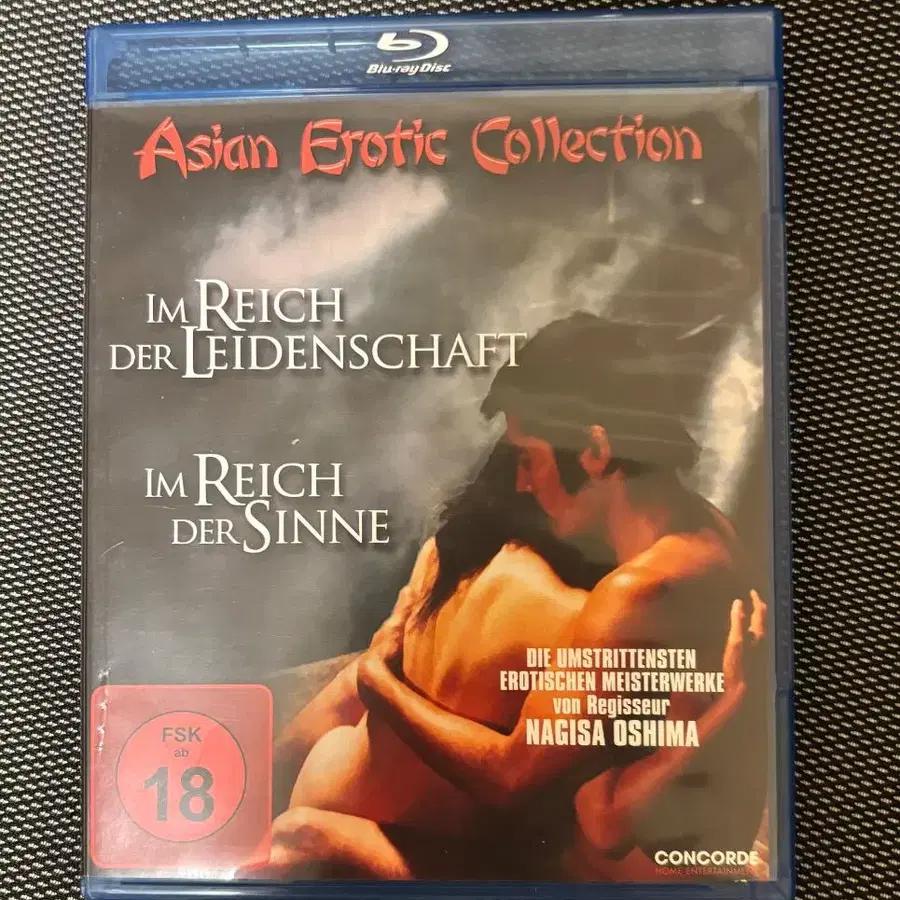 Blu-ray Disc
Asian Erotic Collection
IM REICH
DER LEIDENSCHAFT
IM REICH
DER SINNE
DIE UMSTRITTENSTEN
EROTISCHEN MEISTERWERKE
von Regisseur
NAGISA OSHIMA
FSK
ab
18
CONCORDE
HOME ENTERTAINMENT